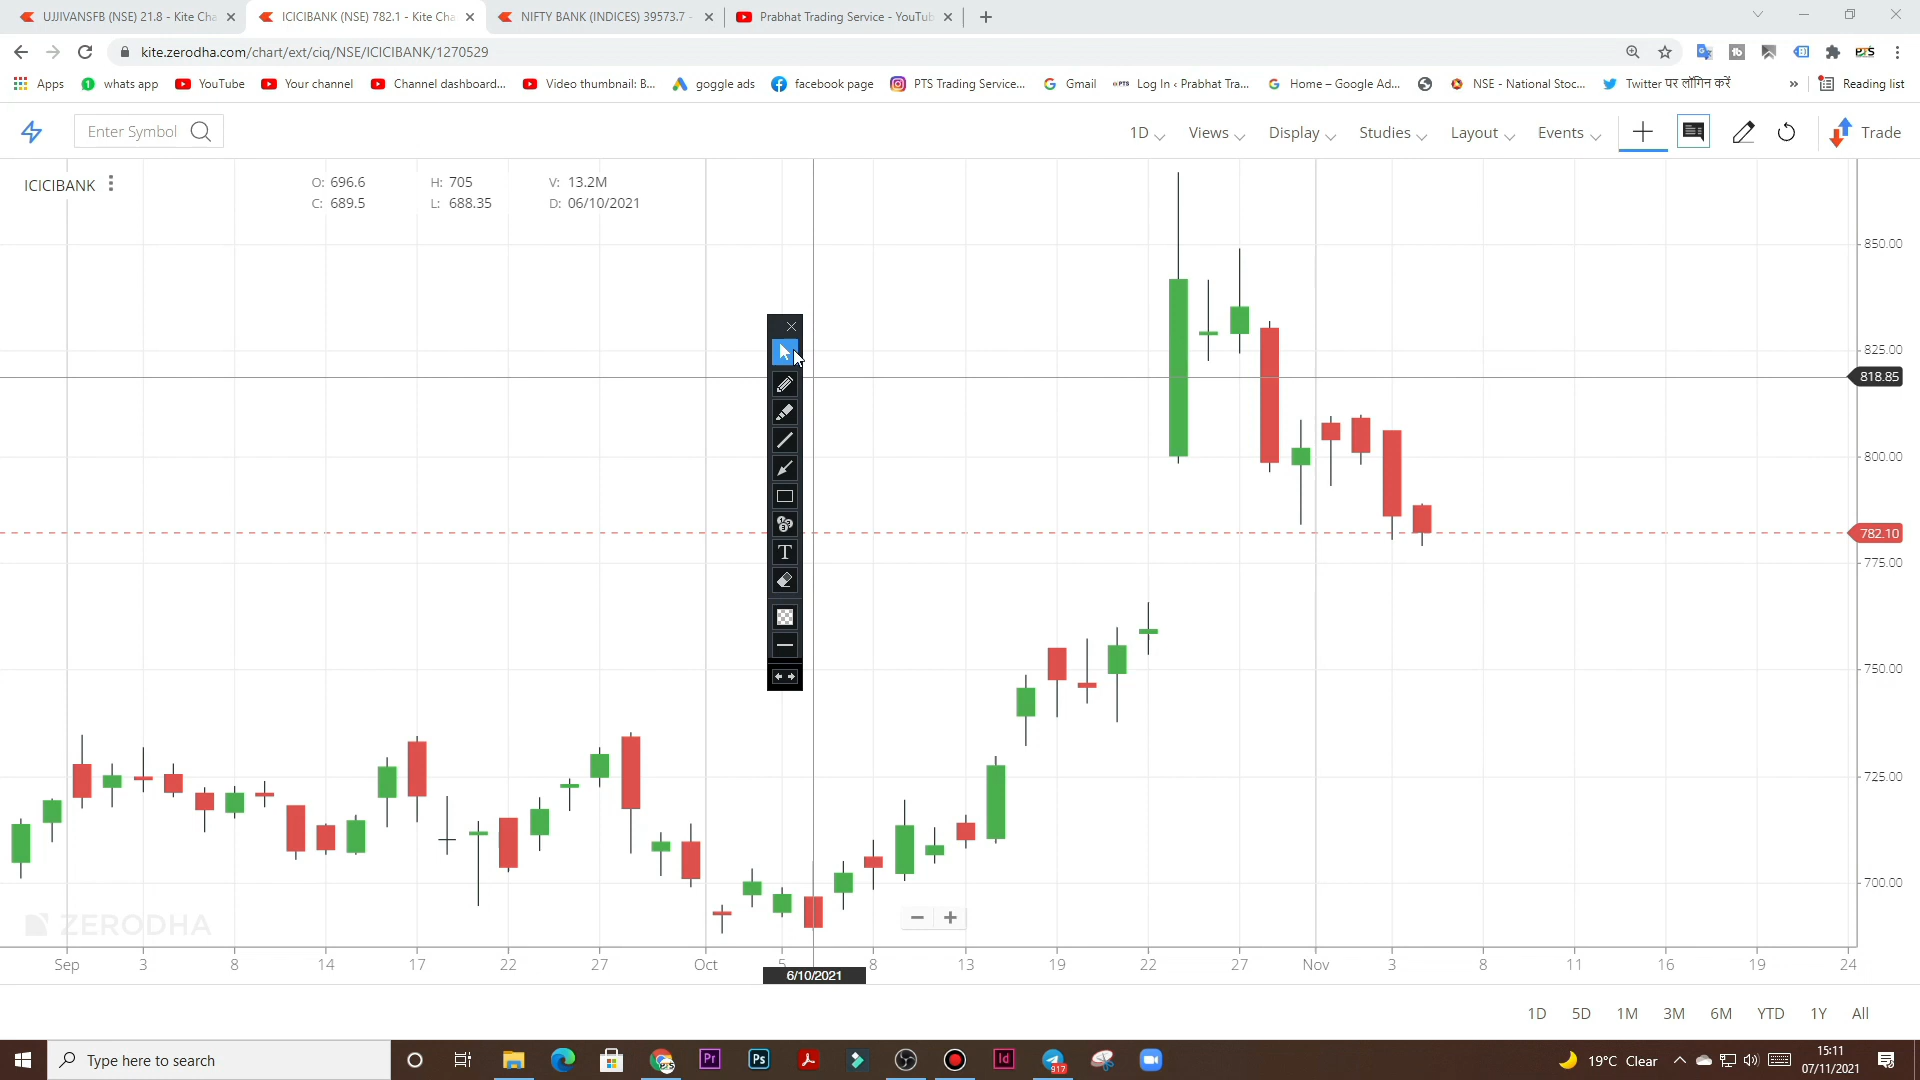 UJJIVANSFB (NSE) 21.8 - Kite Cha
ICICIBANK (NSE) 782.1 - Kite Cha
NIFTY BANK (INDICES) 39573.7 -
Prabhat Trading Service - YouTub
kite.zerodha.com/chart/ext/ciq/NSE/ICICIBANK/1270529
Apps
whats app
YouTube
Your channel
Channel dashboard...
Video thumbnail: B...
goggle ads
facebook page
PTS Trading Service...
Gmail
Log In ‹ Prabhat Tra...
Home – Google Ad...
NSE - National Stoc...
Twitter पर लॉगिन करें
»
Reading list
Enter Symbol
1D
Views
Display
Studies
Layout
Events
Trade
ICICIBANK
O: 696.6
H: 705
V: 13.2M
C: 689.5
L: 688.35
D: 06/10/2021
850.00
825.00
818.85
800.00
782.10
775.00
750.00
725.00
700.00
T
ZERODHA
Sep
3
8
14
17
22
27
Oct
5
8
13
19
22
27
Nov
3
8
11
16
19
24
6/10/2021
1D
5D
1M
3M
6M
YTD
1Y
All
Type here to search
Pr
Ps
Id
917
19°C Clear
15:11
07/11/2021